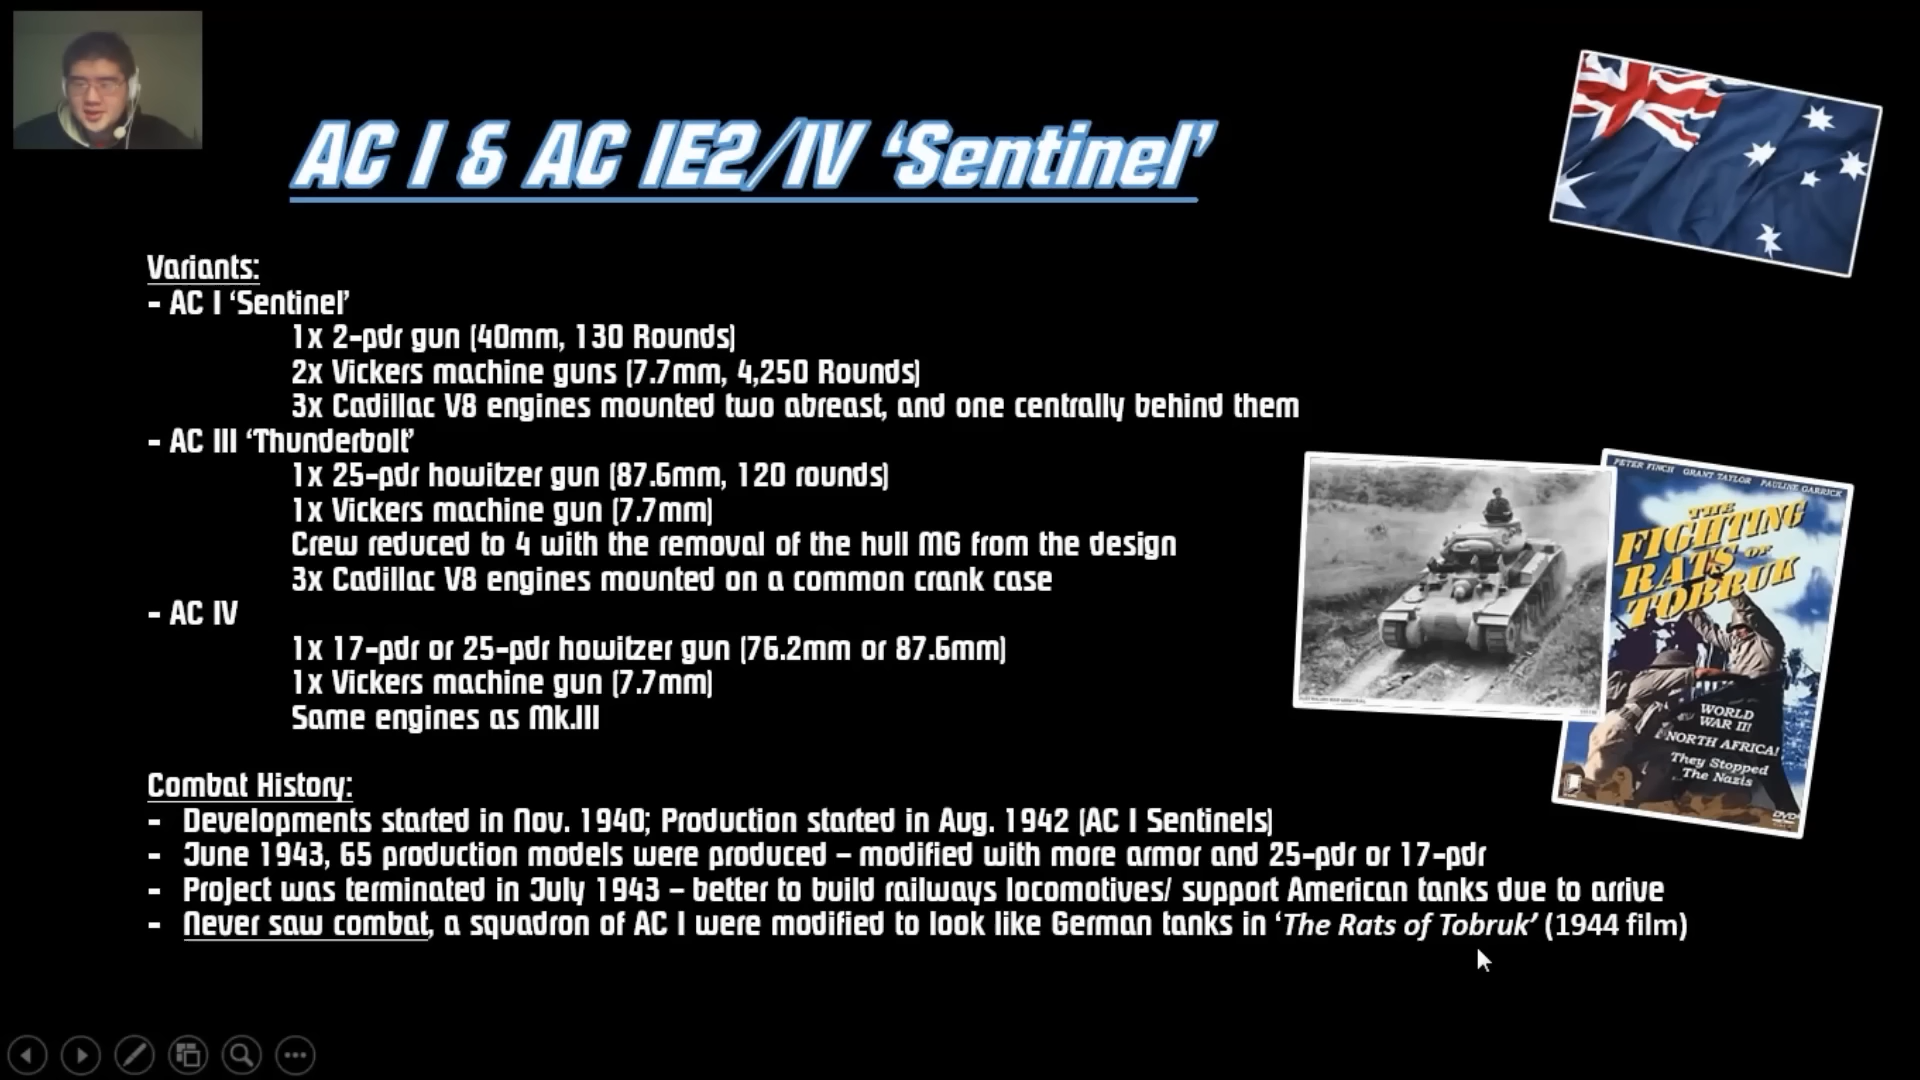 AC I & AC IE2/IV ‘Sentinel’
Variants:
- AC I ‘Sentinel’
1x 2-pdr gun (40mm, 130 Rounds)
2x Vickers machine guns (7.7mm, 4,250 Rounds)
3x Cadillac V8 engines mounted two abreast, and one centrally behind them
- AC III ‘Thunderbolt’
1x 25-pdr howitzer gun (87.6mm, 120 rounds)
1x Vickers machine gun (7.7mm)
Crew reduced to 4 with the removal of the hull MG from the design
3x Cadillac V8 engines mounted on a common crank case
- AC IV
1x 17-pdr or 25-pdr howitzer gun (76.2mm or 87.6mm)
1x Vickers machine gun (7.7mm)
Same engines as Mk.III
Combat History:
- Developments started in Nov. 1940; Production started in Aug. 1942 (AC I Sentinels)
- June 1943, 65 production models were produced – modified with more armor and 25-pdr or 17-pdr
- Project was terminated in July 1943 – better to build railways locomotives/ support American tanks due to arrive
- Never saw combat, a squadron of AC I were modified to look like German tanks in ‘The Rats of Tobruk’ (1944 film)
PETER FINCH GRANT TAYLOR PAULINE GARRICK
THE
FIGHTING
RATS OF
TOBRUK
WORLD
WAR II!
NORTH AFRICA!
They Stopped
The Nazis
DVD